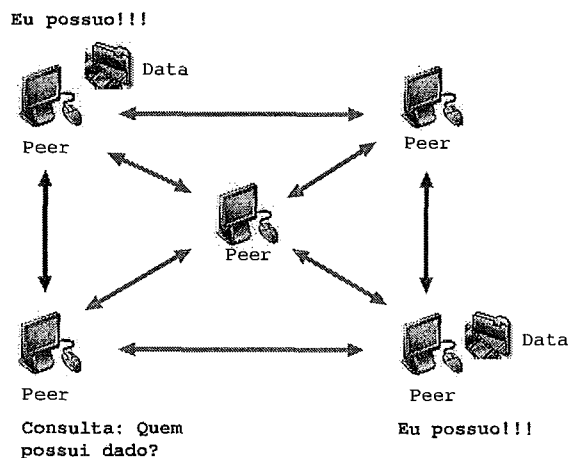 Eu possuo!!!
Data
Peer
Peer
Peer
Data
Peer
Peer
Consulta: Quem
possui dado?
Eu possuo!!!